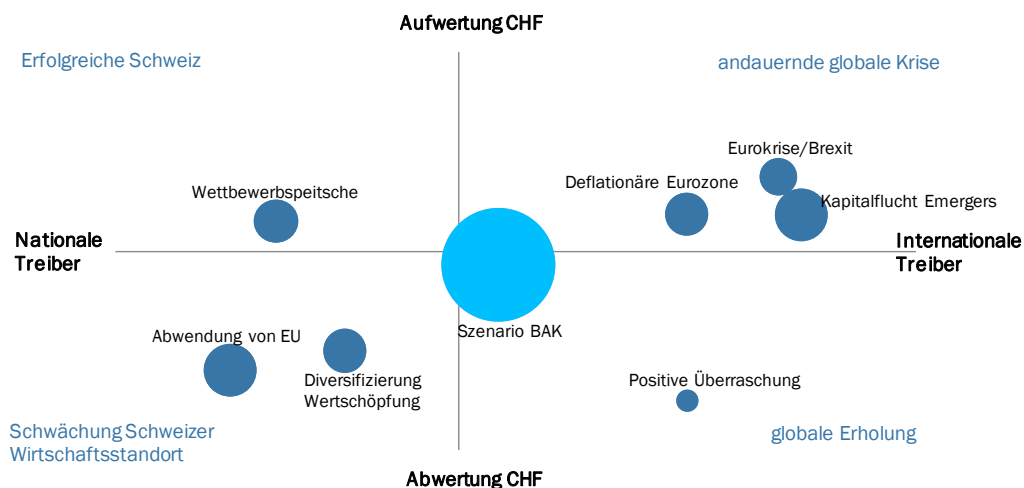 Aufwertung CHF
Erfolgreiche Schweiz
andauernde globale Krise
Eurokrise/Brexit
Deflationäre Eurozone
Wettbewerbspeitsche
Kapitalflucht Emergers
Nationale
Treiber
Internationale
Treiber
Szenario BAK
Abwendung von EU
Diversifizierung
Wertschöpfung
Positive Überraschung
Schwächung Schweizer
Wirtschaftsstandort
globale Erholung
Abwertung CHF